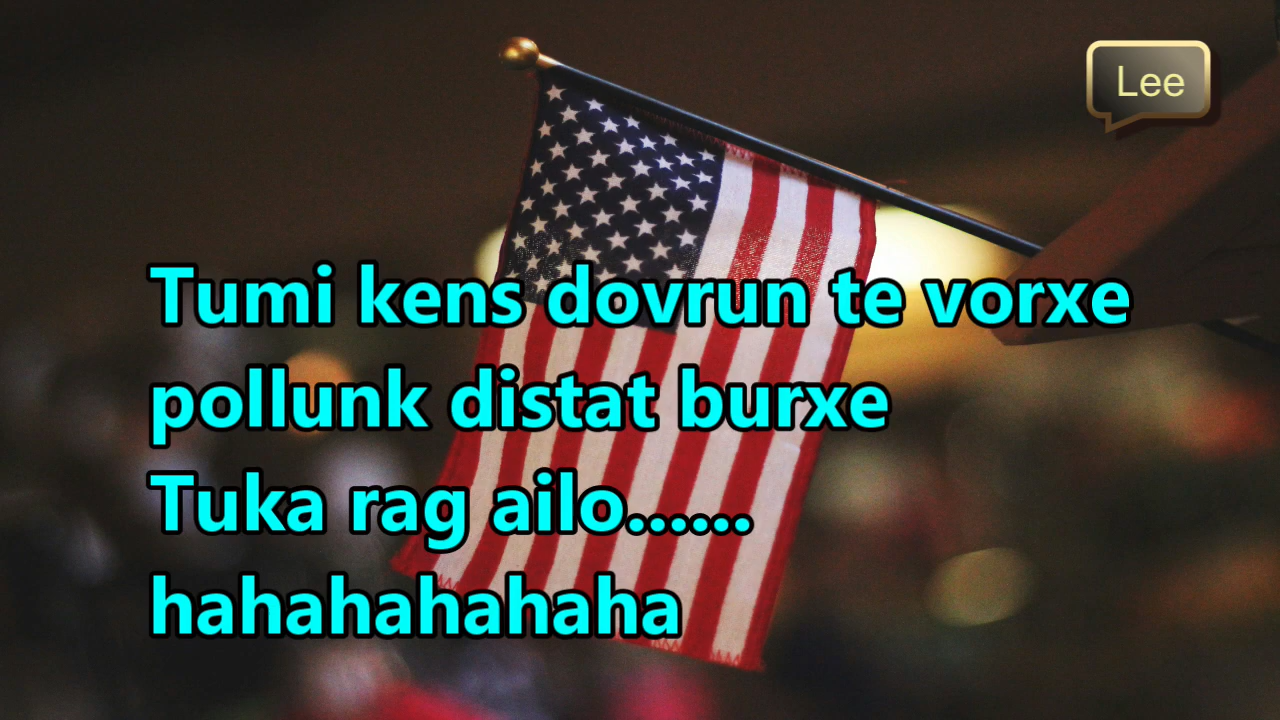 Lee
Tumi kens dovrun te vorxe
pollunk distat burxe
Tuka rag ailo......
hahahahahaha